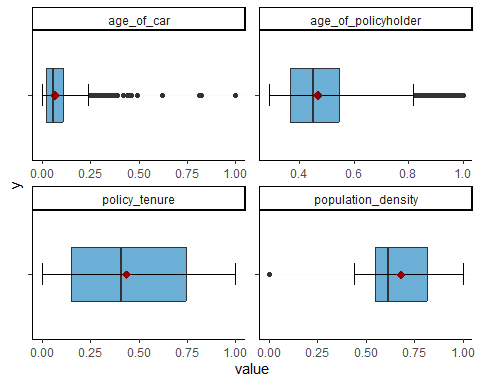 age_of_car age_of_policyholder
0.00 0.25 0.50 0.75 1.00 0.4 0.6 0.8 1.0
y
policy_tenure population_density
0.00 0.25 0.50 0.75 1.00 0.00 0.25 0.50 0.75 1.00
value